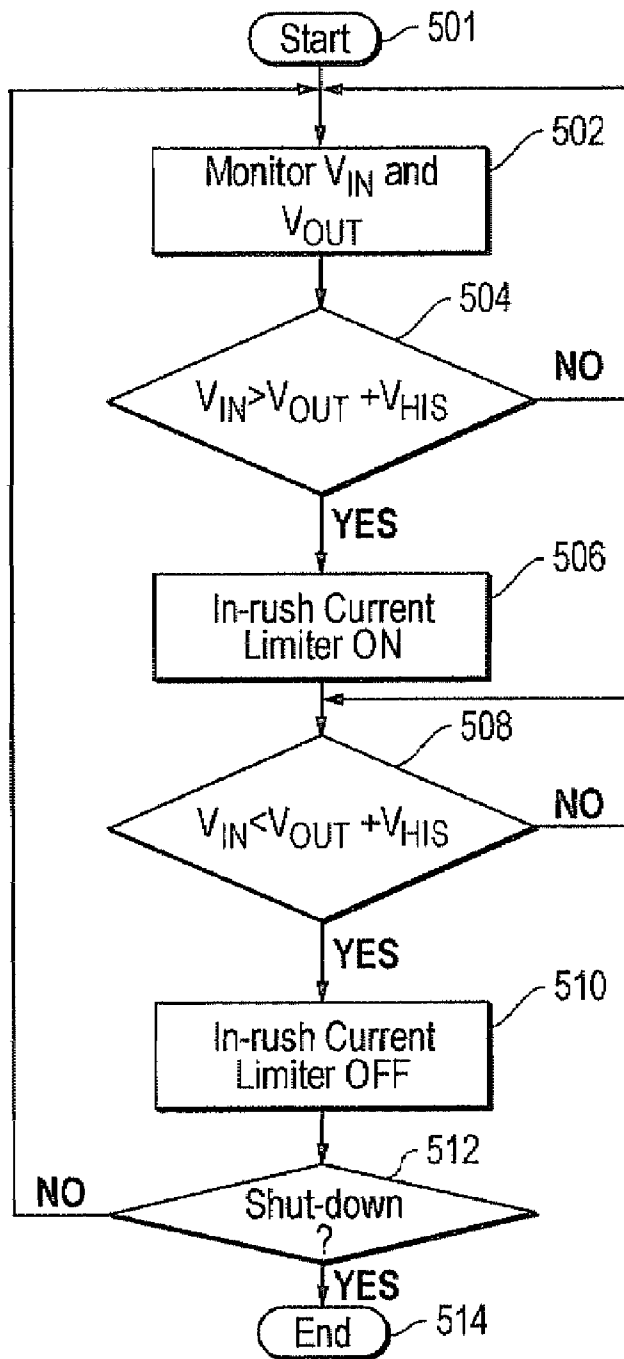 Start
501
502
Monitor V_IN and
V_OUT
504
V_IN>V_OUT +V_HIS
NO
YES
506
In-rush Current
Limiter ON
508
V_IN<V_OUT +V_HIS
NO
YES
510
In-rush Current
Limiter OFF
512
NO
Shut-down
?
YES
End
514